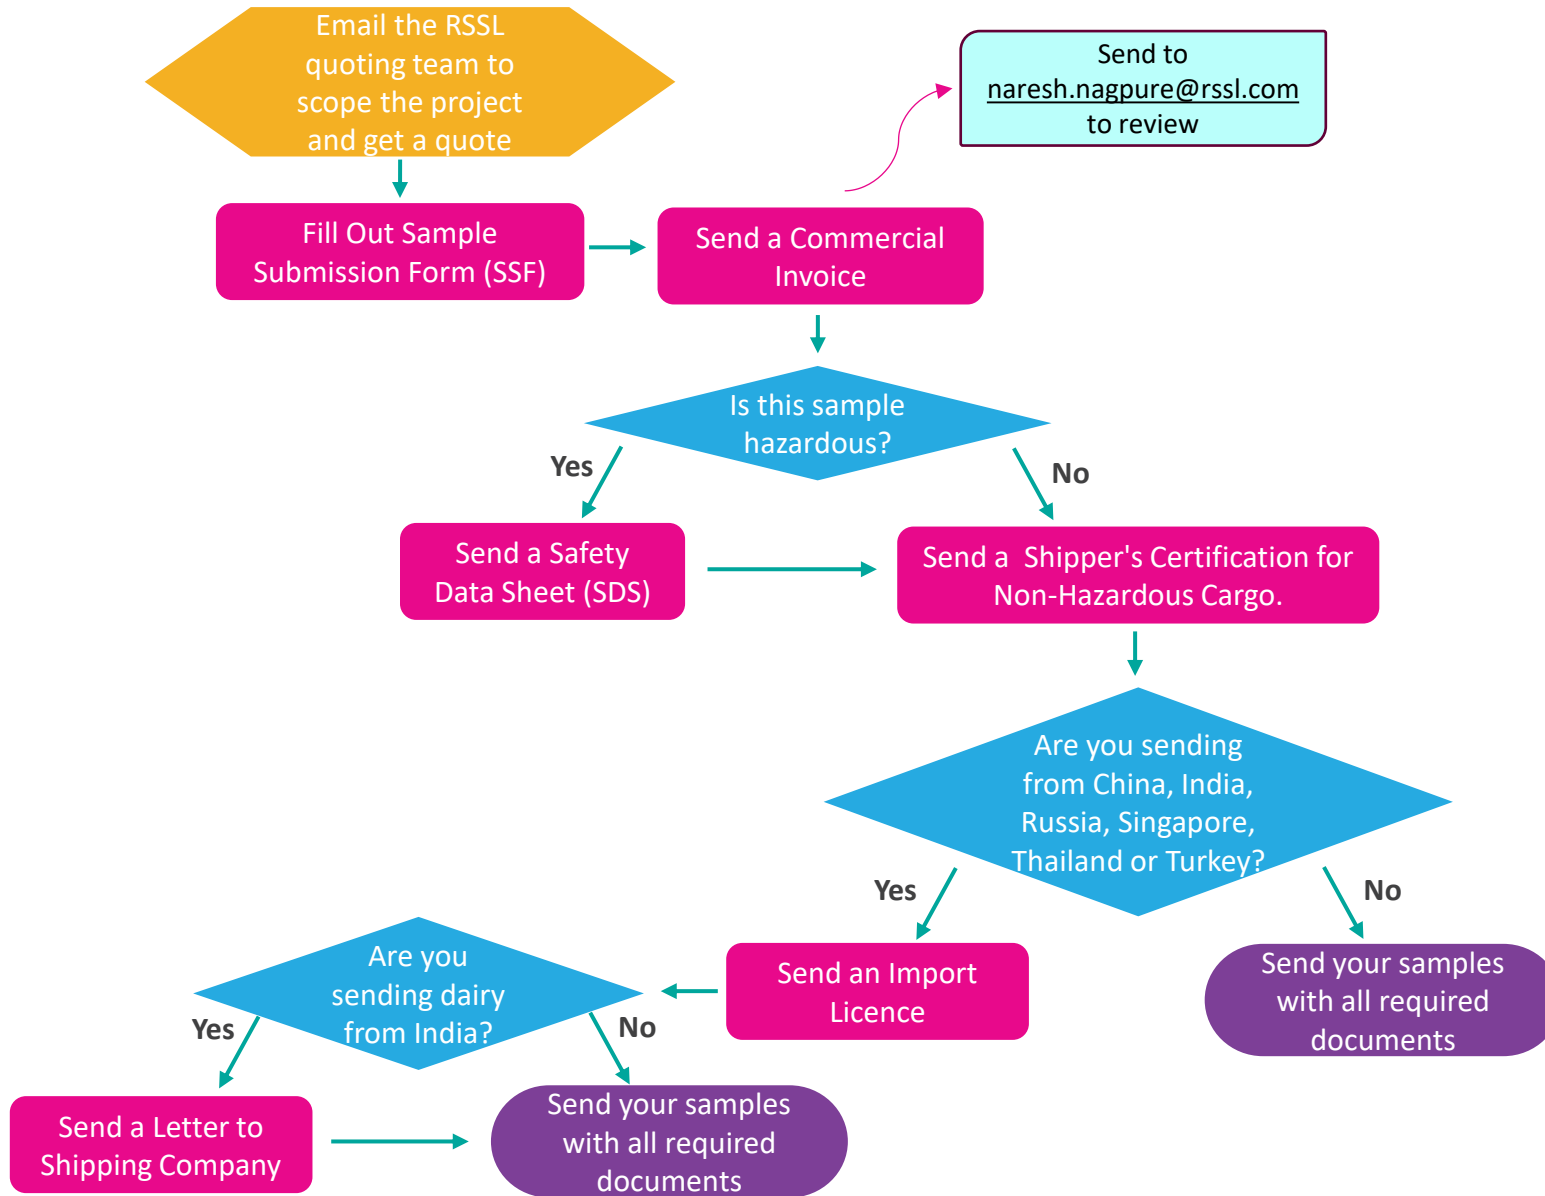 Email the RSSL
quoting team to
scope the project
and get a quote
Send to
naresh.nagpure@rssl.com
to review
Fill Out Sample
Submission Form (SSF)
Send a Commercial
Invoice
Is this sample
hazardous?
Yes
No
Send a Safety
Data Sheet (SDS)
Send a  Shipper's Certification for
Non-Hazardous Cargo.
Are you sending
from China, India,
Russia, Singapore,
Thailand or Turkey?
Yes
No
Send an Import
Licence
Send your samples
with all required
documents
Are you
sending dairy
from India?
Yes
No
Send a Letter to
Shipping Company
Send your samples
with all required
documents